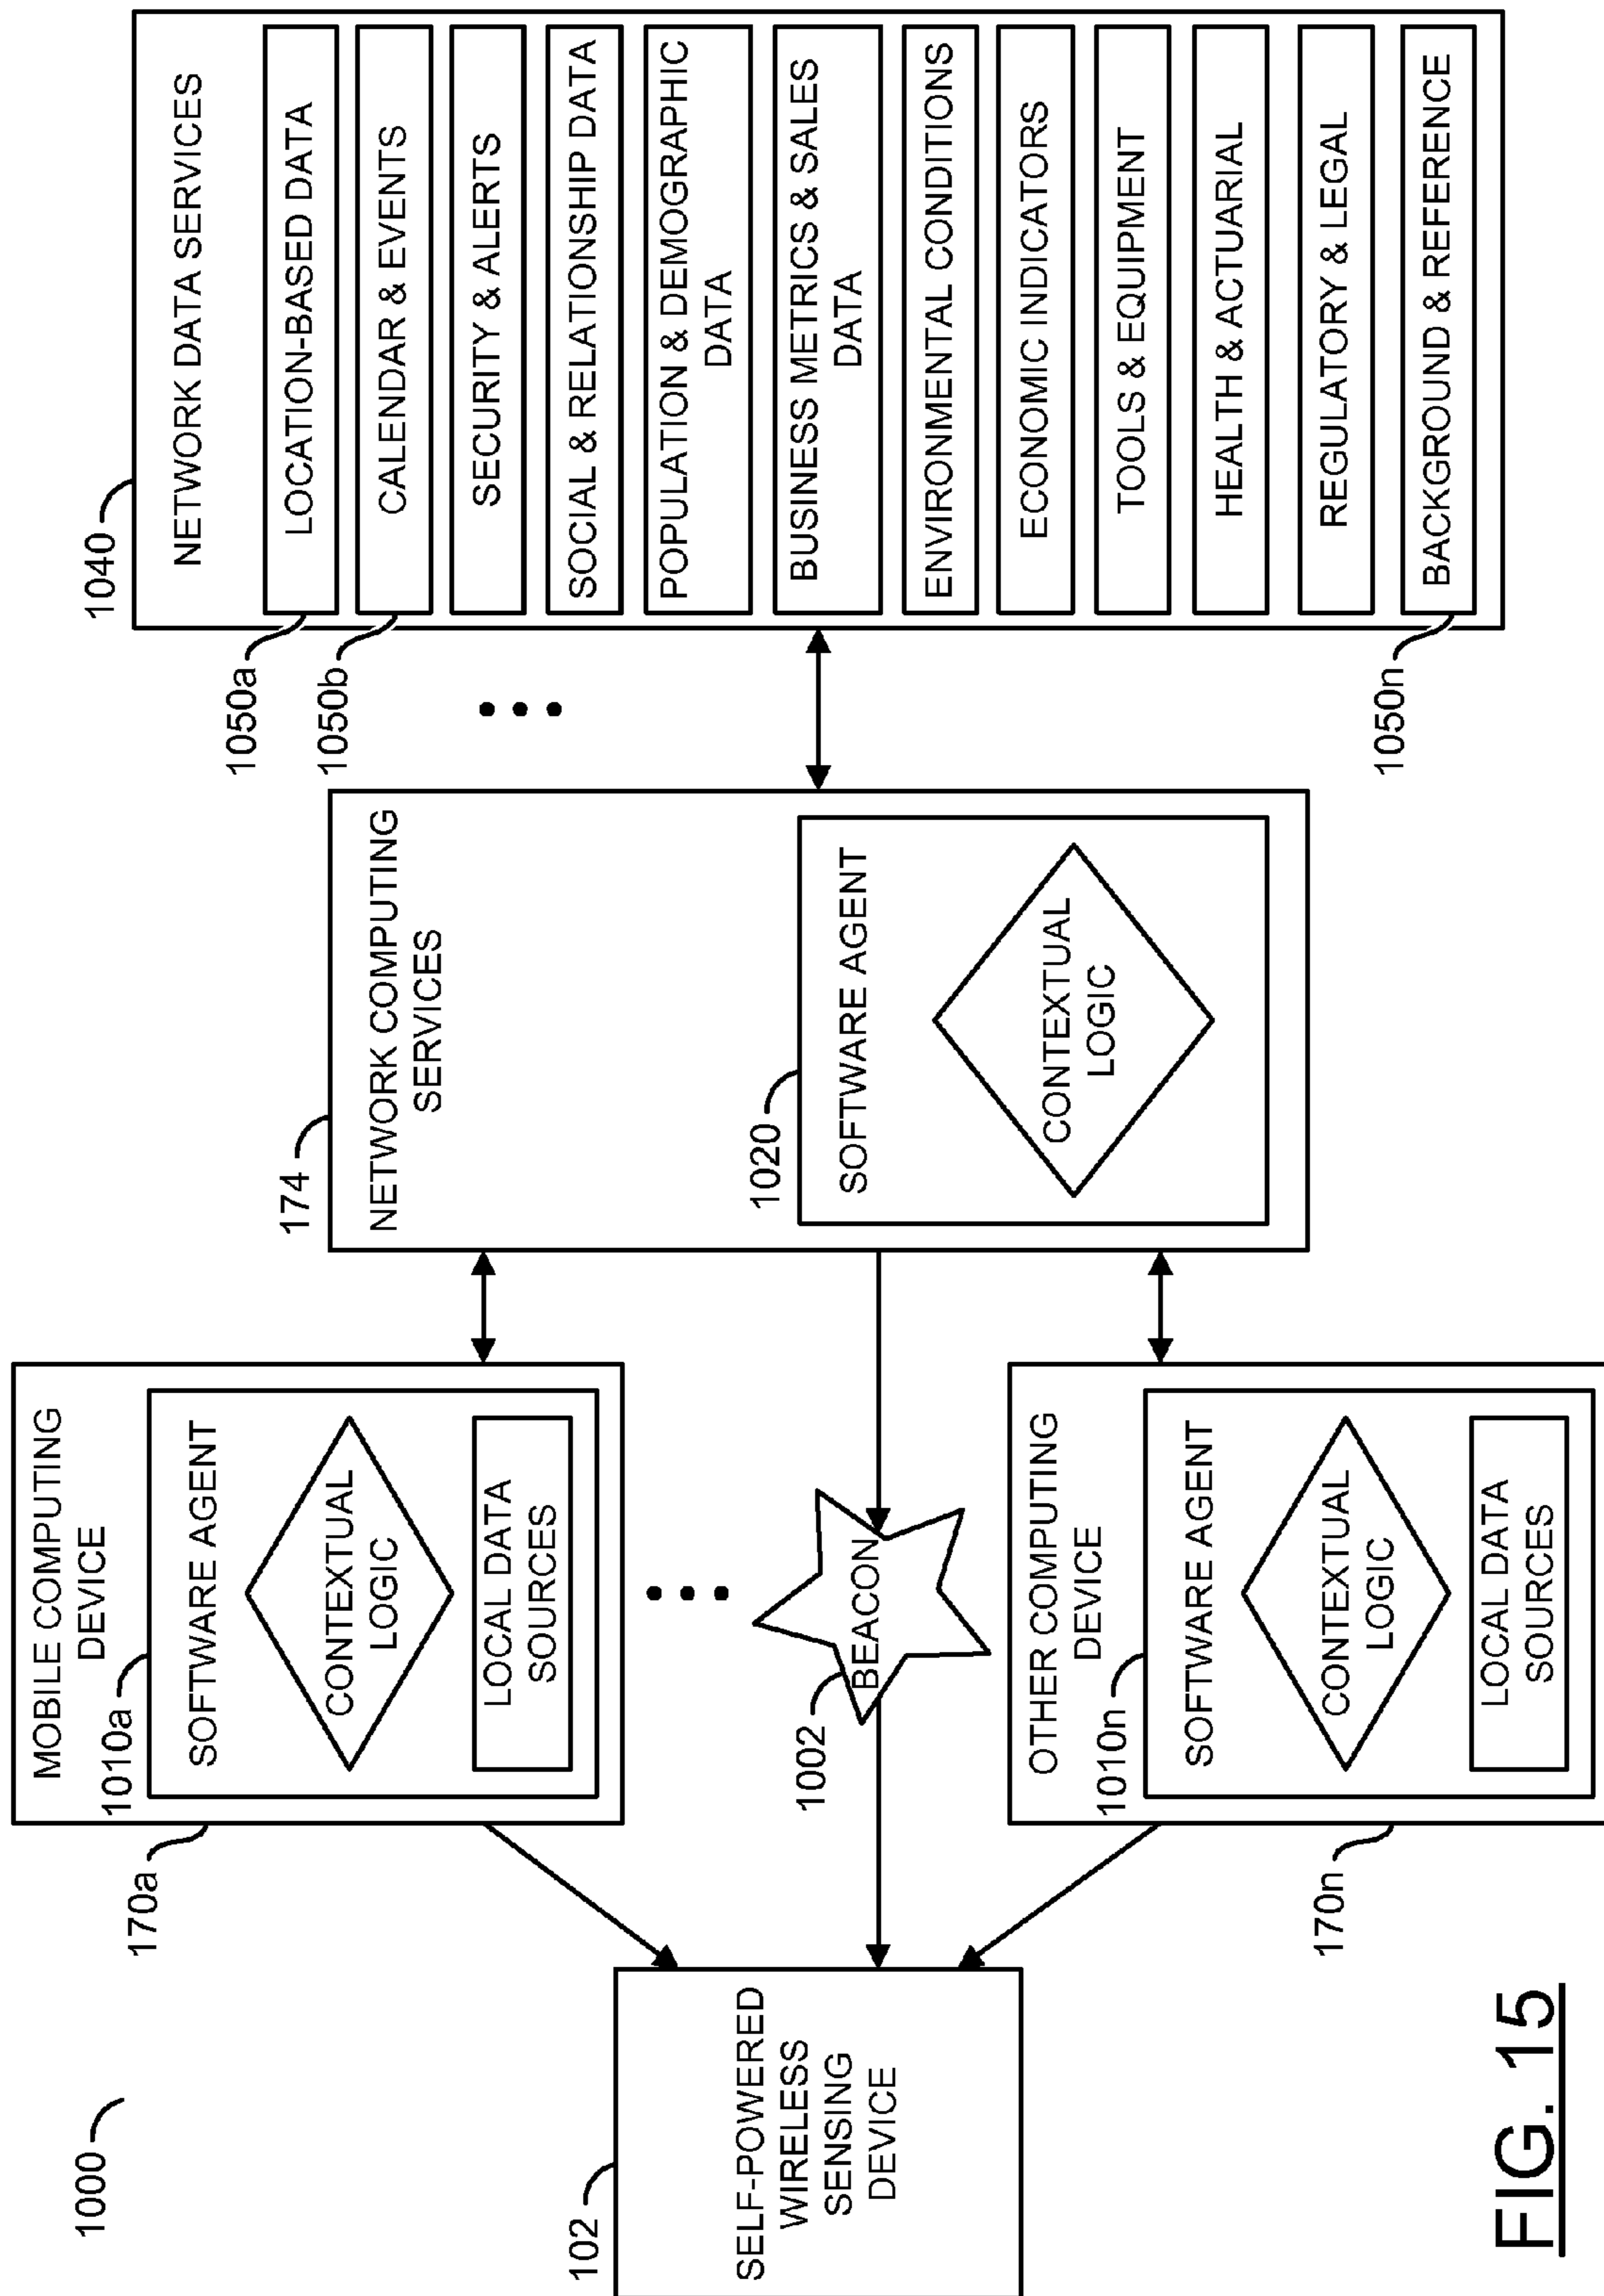 1000
102
SELF-POWERED
WIRELESS
SENSING
DEVICE
170a
MOBILE COMPUTING
DEVICE
1010a
SOFTWARE AGENT
CONTEXTUAL
LOGIC
LOCAL DATA
SOURCES
1002
BEACON
170n
OTHER COMPUTING
DEVICE
1010n
SOFTWARE AGENT
CONTEXTUAL
LOGIC
LOCAL DATA
SOURCES
174
NETWORK COMPUTING
SERVICES
1020
SOFTWARE AGENT
CONTEXTUAL
LOGIC
1040
NETWORK DATA SERVICES
1050a
LOCATION-BASED DATA
1050b
CALENDAR & EVENTS
SECURITY & ALERTS
SOCIAL & RELATIONSHIP DATA
POPULATION & DEMOGRAPHIC
DATA
BUSINESS METRICS & SALES
DATA
ENVIRONMENTAL CONDITIONS
ECONOMIC INDICATORS
TOOLS & EQUIPMENT
HEALTH & ACTUARIAL
REGULATORY & LEGAL
1050n
BACKGROUND & REFERENCE
FIG. 15